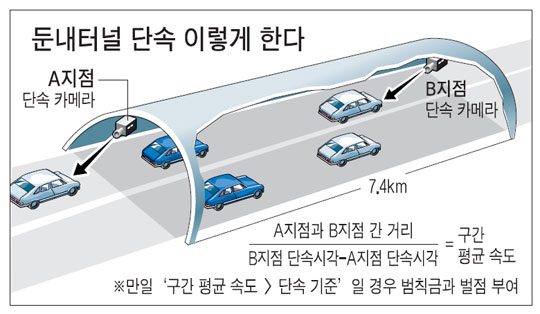 둔내터널 단속 이렇게 한다
A지점
단속 카메라
B지점
단속 카메라
7.4km
A지점과 B지점 간 거리
B지점 단속시각-A지점 단속시각
= 구간
평균 속도
※만일 ‘구간 평균 속도 > 단속 기준’ 일 경우 범칙금과 벌점 부여